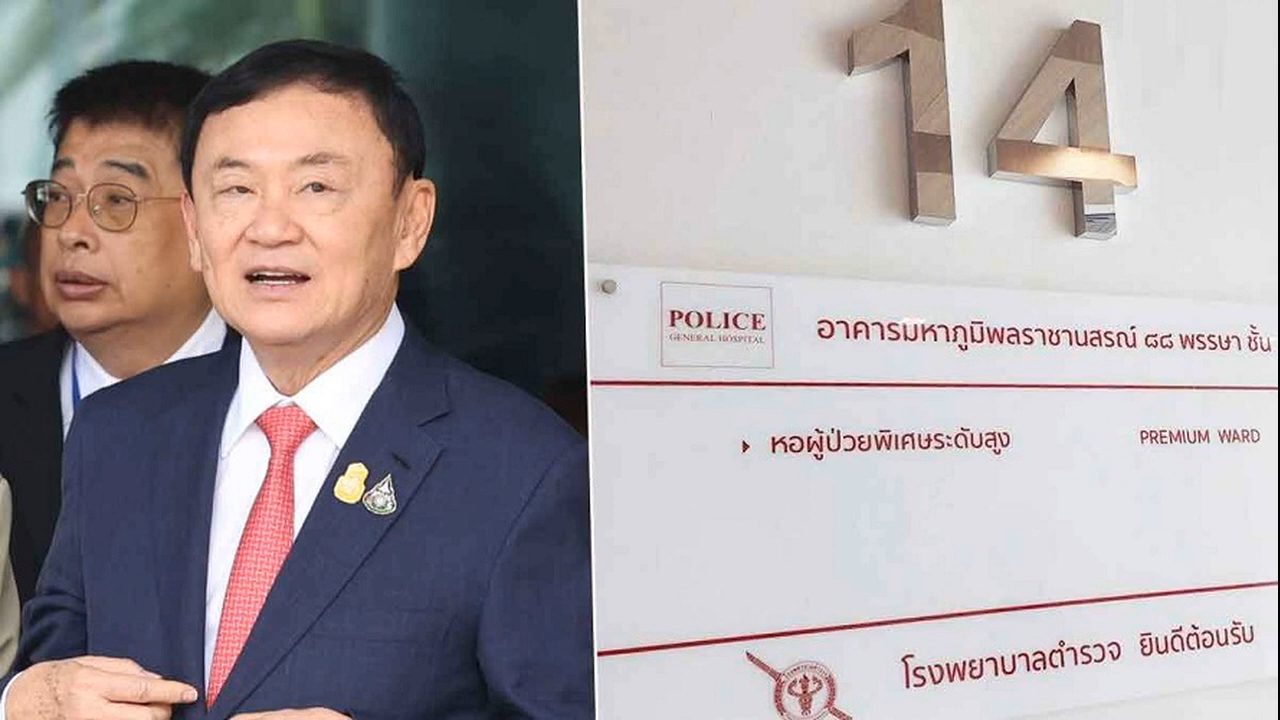 14
POLICE
GENERAL HOSPITAL
อาคารมหาภูมิพลราชานุสรณ์ ๘๘ พรรษา ชั้น
หอผู้ป่วยพิเศษระดับสูง PREMIUM WARD
โรงพยาบาลตำรวจ ยินดีต้อนรับ